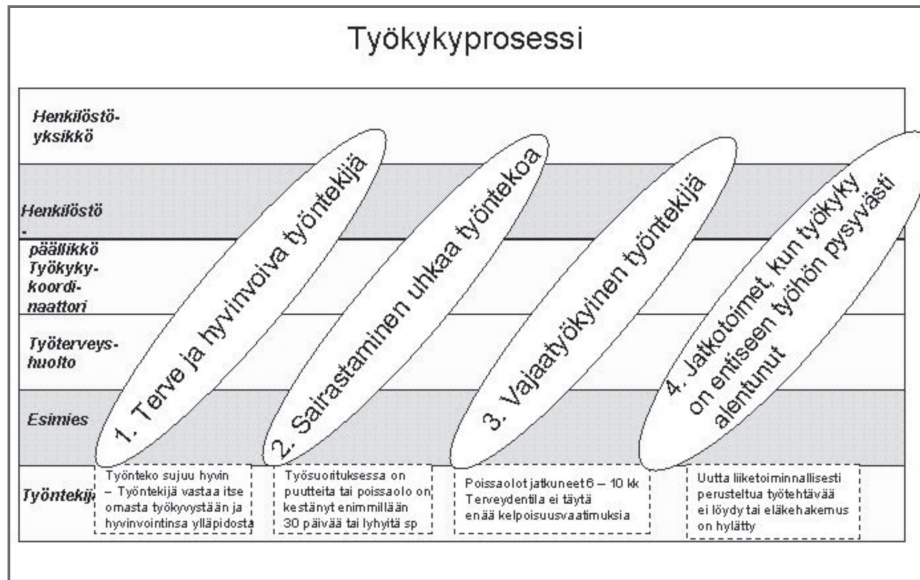 Työkykyprosessi
Henkilöstö-
yksikkö
Henkilöstö
-
päällikkö
Työkyky-
koordi-
naattori
Työterveys-
huolto
Esimies
Työntekijä
1. Terve ja hyvinvoiva työntekijä
2. Sairastaminen uhkaa työntekoa
3. Vajaatyökyinen työntekijä
4. Jatkotoimet, kun työkyky
on entiseen työhön pysyvästi
alentunut
Työnteko sujuu hyvin
– Työntekijä vastaa itse
omasta työkyvystään ja
hyvinvointinsa ylläpidosta
Työsuorituksessa on
puutteita tai poissaolo on
kestänyt enimmillään
30 päivää tai lyhyitä sp
Poissaolot jatkuneet 6 – 10 kk
Terveydentila ei täytä
enää kelpoisuusvaatimuksia
Uutta liiketoiminnallisesti
perusteltua työtehtävää
ei löydy tai eläkehakemus
on hylätty